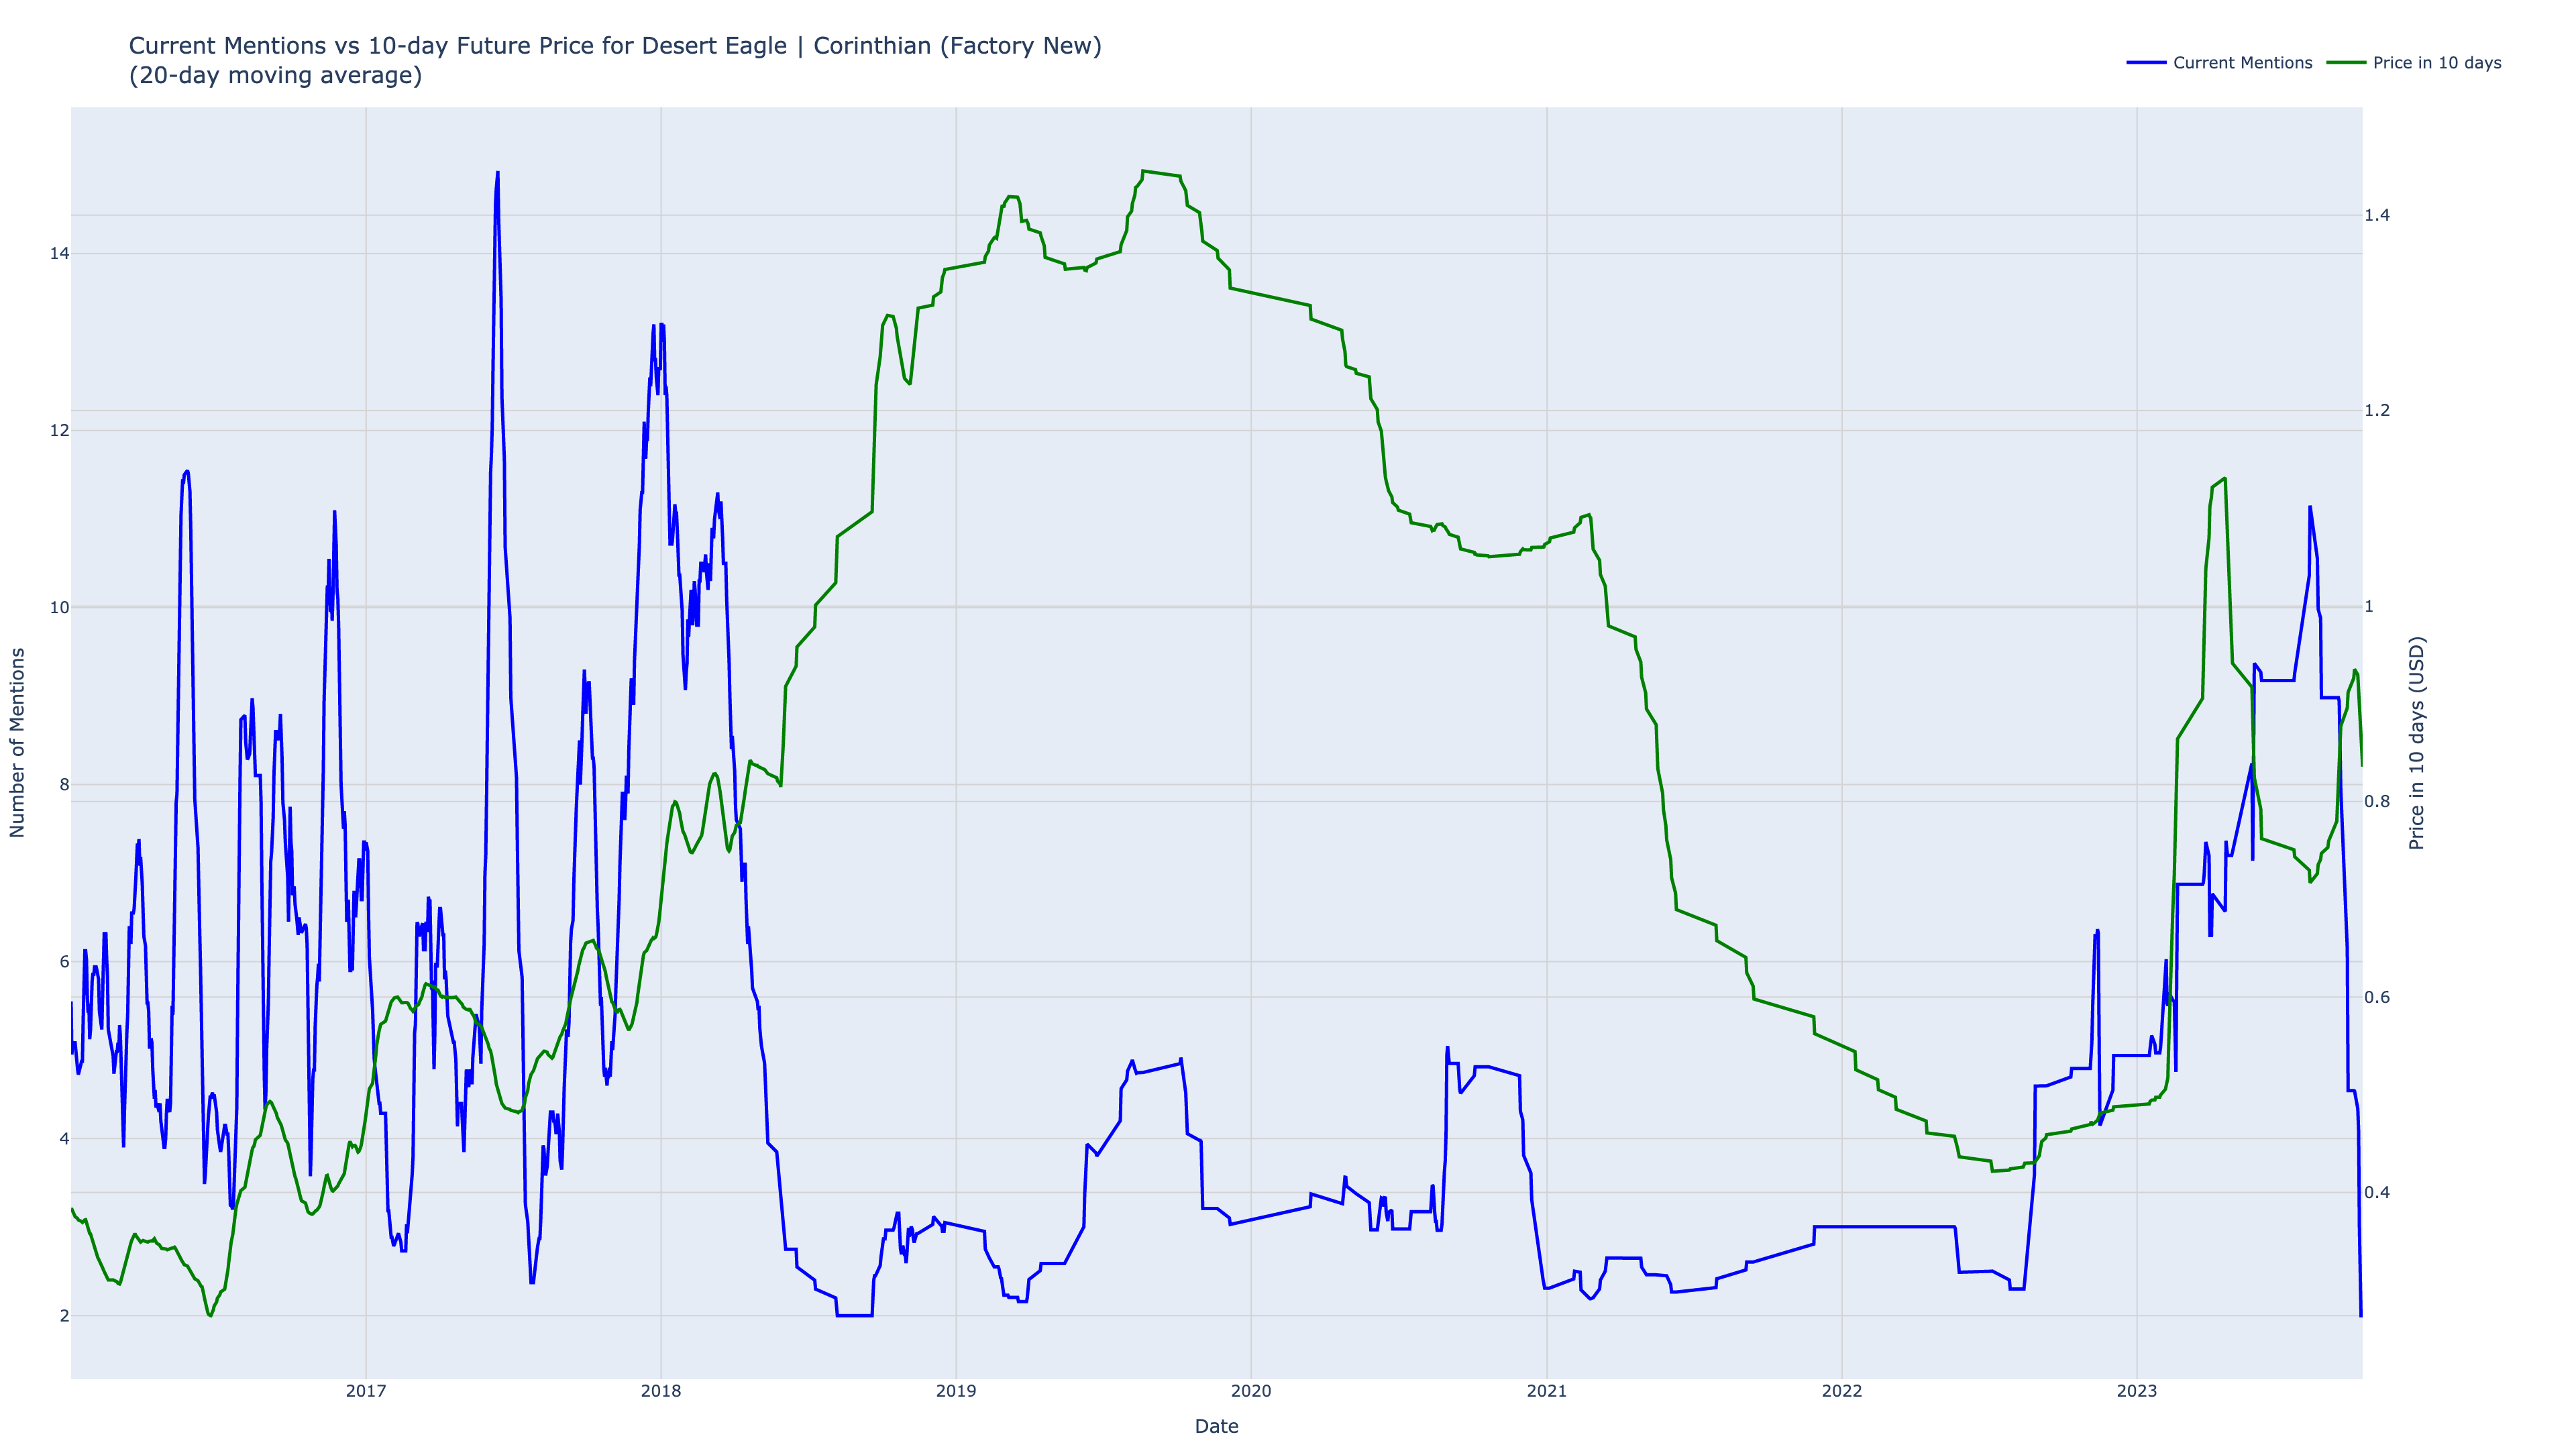 Current Mentions vs 10-day Future Price for Desert Eagle | Corinthian (Factory New)
(20-day moving average)
Current Mentions
Price in 10 days
14
12
10
8
6
4
2
Number of Mentions
1.4
1.2
1
0.8
0.6
0.4
Price in 10 days (USD)
2017
2018
2019
2020
2021
2022
2023
Date